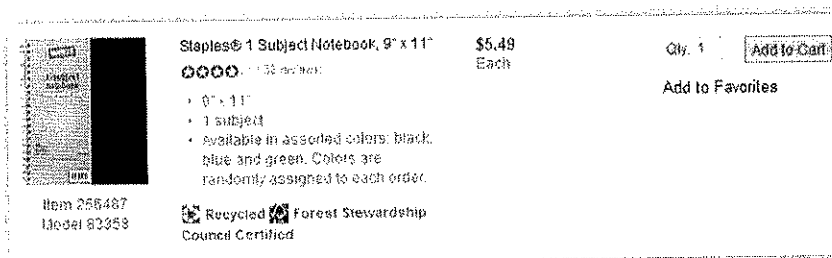 Staples® 1 Subject Notebook, 9" x 11"
$5.49
Each
Qty. 1
Add to Cart
Add to Favorites
• 9" x 11"
• 1 subject
• Available in assorted colors: black,
blue and green. Colors are
randomly assigned to each order.
Item 256487
Model 83358
Recycled Forest Stewardship
Council Certified